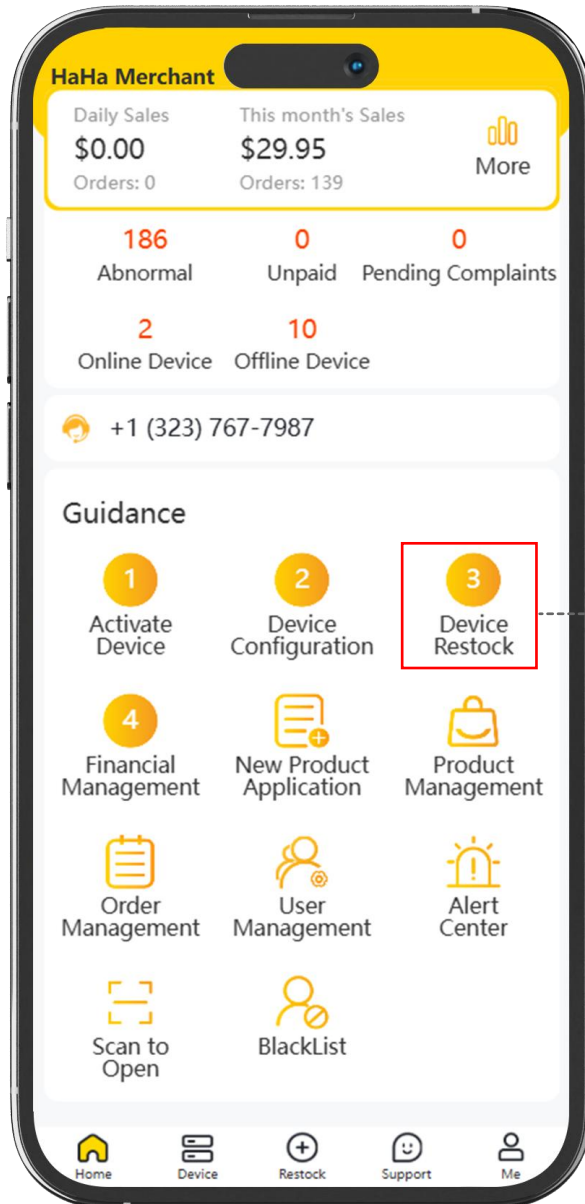 HaHa Merchant
Daily Sales
This month's Sales
$0.00
$29.95
More
Orders: 0
Orders: 139
186
0
0
Abnormal
Unpaid
Pending Complaints
2
10
Online Device
Offline Device
+1 (323) 767-7987
Guidance
1
Activate
Device
2
Device
Configuration
3
Device
Restock
4
Financial
Management
New Product
Application
Product
Management
Order
Management
User
Management
Alert
Center
Scan to
Open
BlackList
Home
Device
Restock
Support
Me